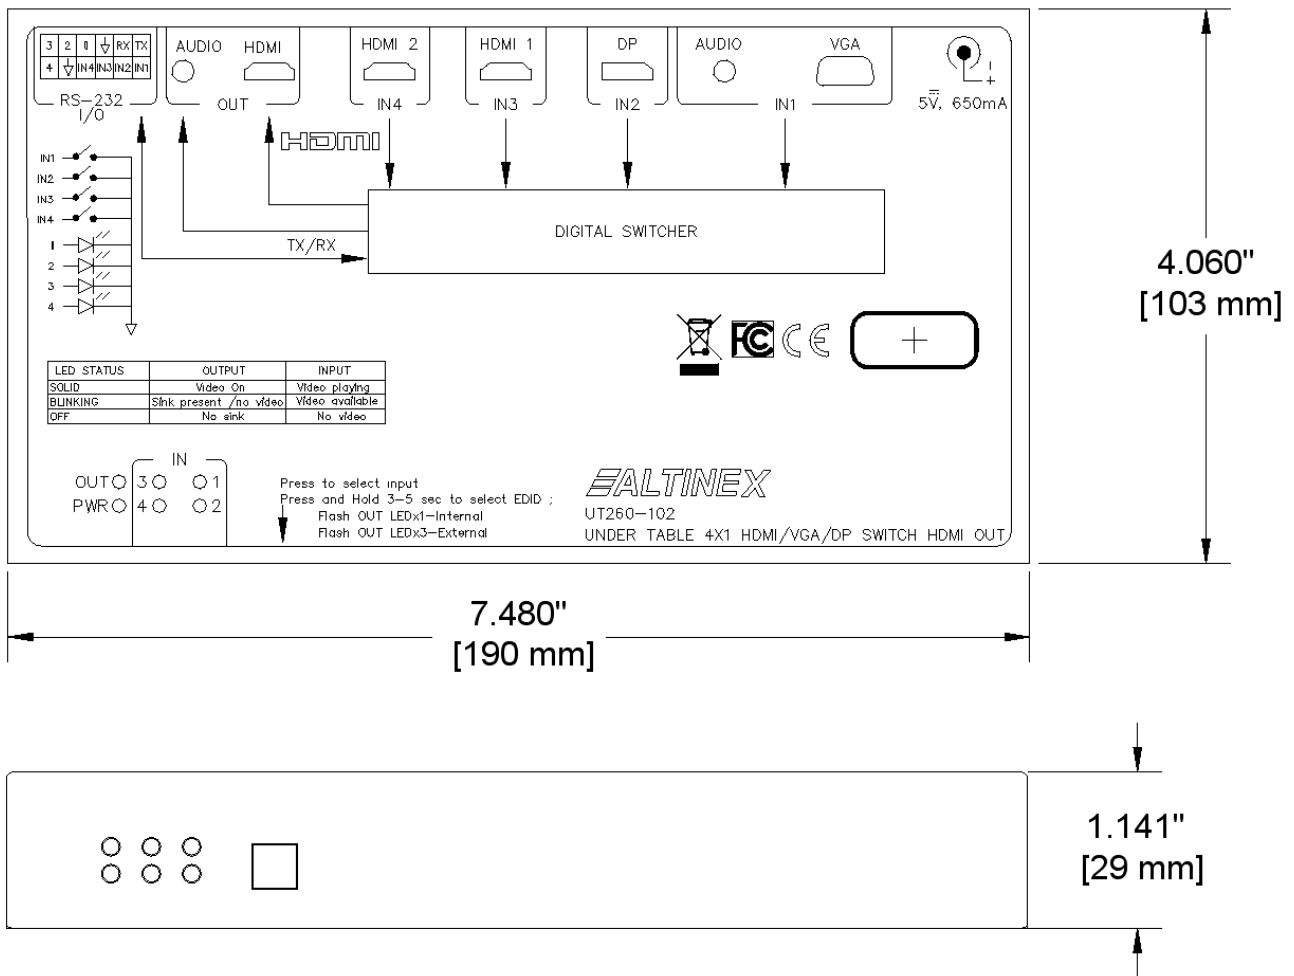 3 2 1 RX TX
4 IN4 IN3 IN2 IN1
RS-232
I/O
AUDIO HDMI
OUT
HDMI 2
IN4
HDMI 1
IN3
DP
IN2
AUDIO VGA
IN1
- +
5V, 650mA
HDMI
IN1
IN2
IN3
IN4
1
2
3
4
TX/RX
DIGITAL SWITCHER
FC CE
+
4.060"
[103 mm]
LED STATUS OUTPUT INPUT
SOLID Video On Video playing
BLINKING Sink present /no video Video available
OFF No sink No video
IN
OUT 3 1
PWR 4 2
Press to select input
Press and Hold 3-5 sec to select EDID ;
Flash OUT LEDx1-Internal
Flash OUT LEDx3-External
ALTINEX
UT260-102
UNDER TABLE 4X1 HDMI/VGA/DP SWITCH HDMI OUT
7.480"
[190 mm]
1.141"
[29 mm]